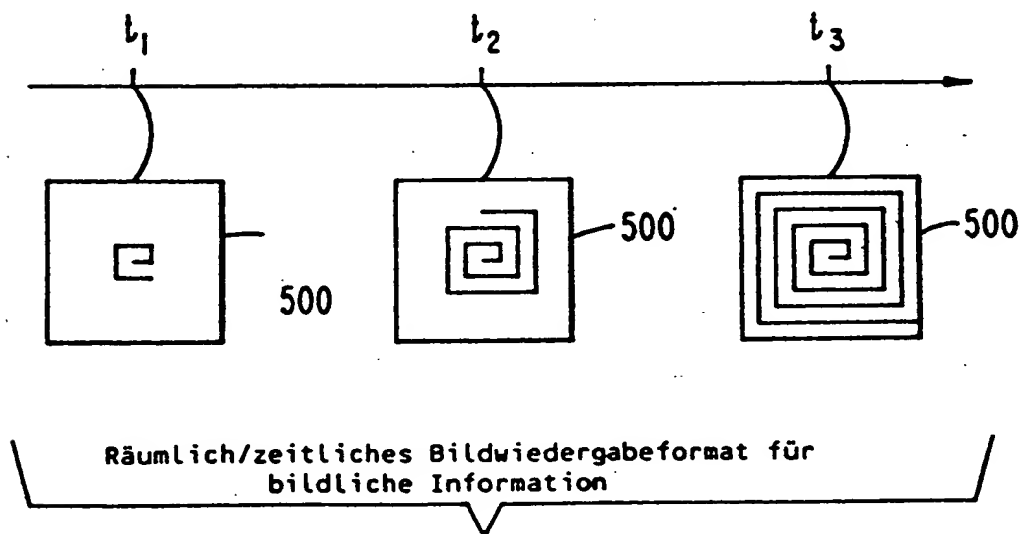 t1 t2 t3
500 500 500
Räumlich/zeitliches Bildwiedergabeformat für
bildliche Information